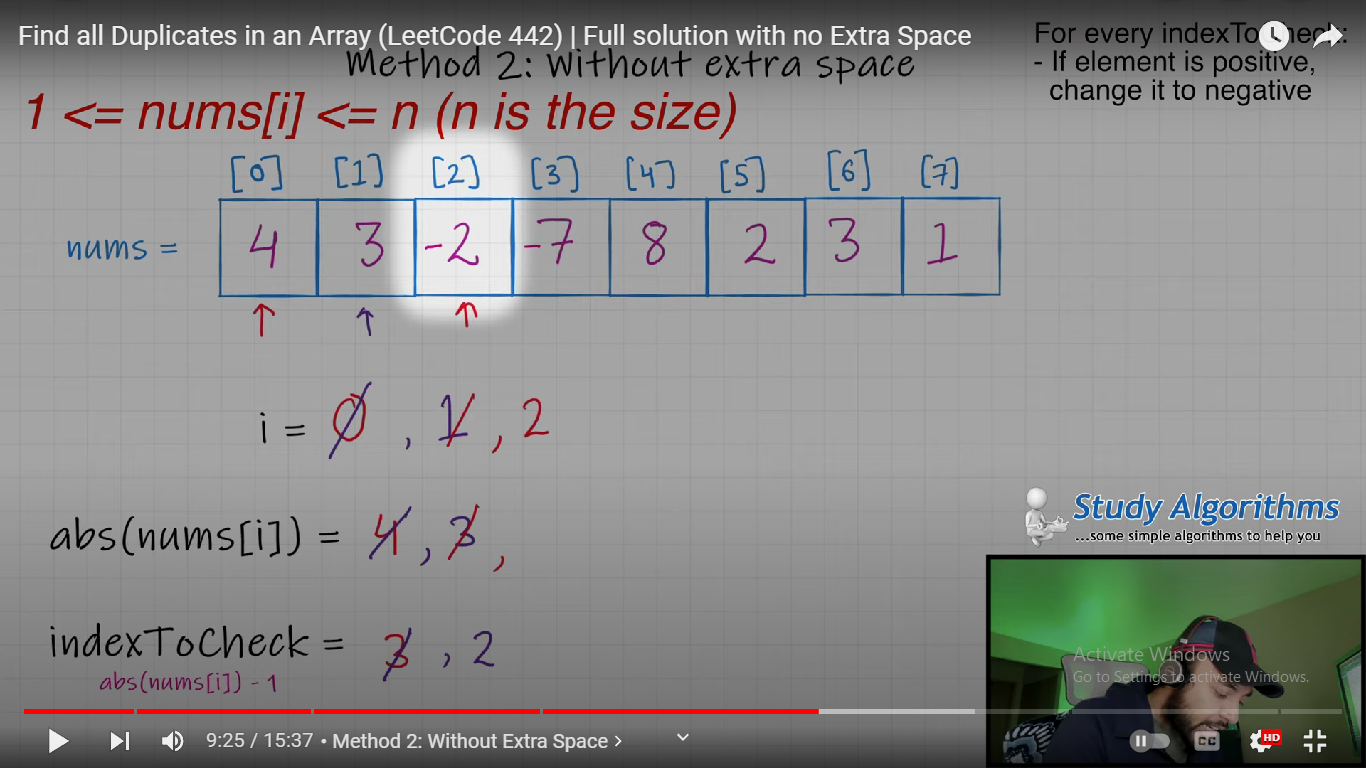 Find all Duplicates in an Array (LeetCode 442) | Full solution with no Extra Space
For every indexToCheck:
- If element is positive,
change it to negative
Method 2: Without extra space
1 <= nums[i] <= n (n is the size)
[0] [1] [2] [3] [4] [5] [6] [7]
nums = 4 3 -2 -7 8 2 3 1
i = 0 , 1 , 2
abs(nums[i]) = 4 , 3 ,
indexToCheck = 3 , 2
abs(nums[i]) - 1
Study Algorithms
...some simple algorithms to help you
Activate Windows
Go to Settings to activate Windows.
9:25 / 15:37 • Method 2: Without Extra Space >
CC
HD